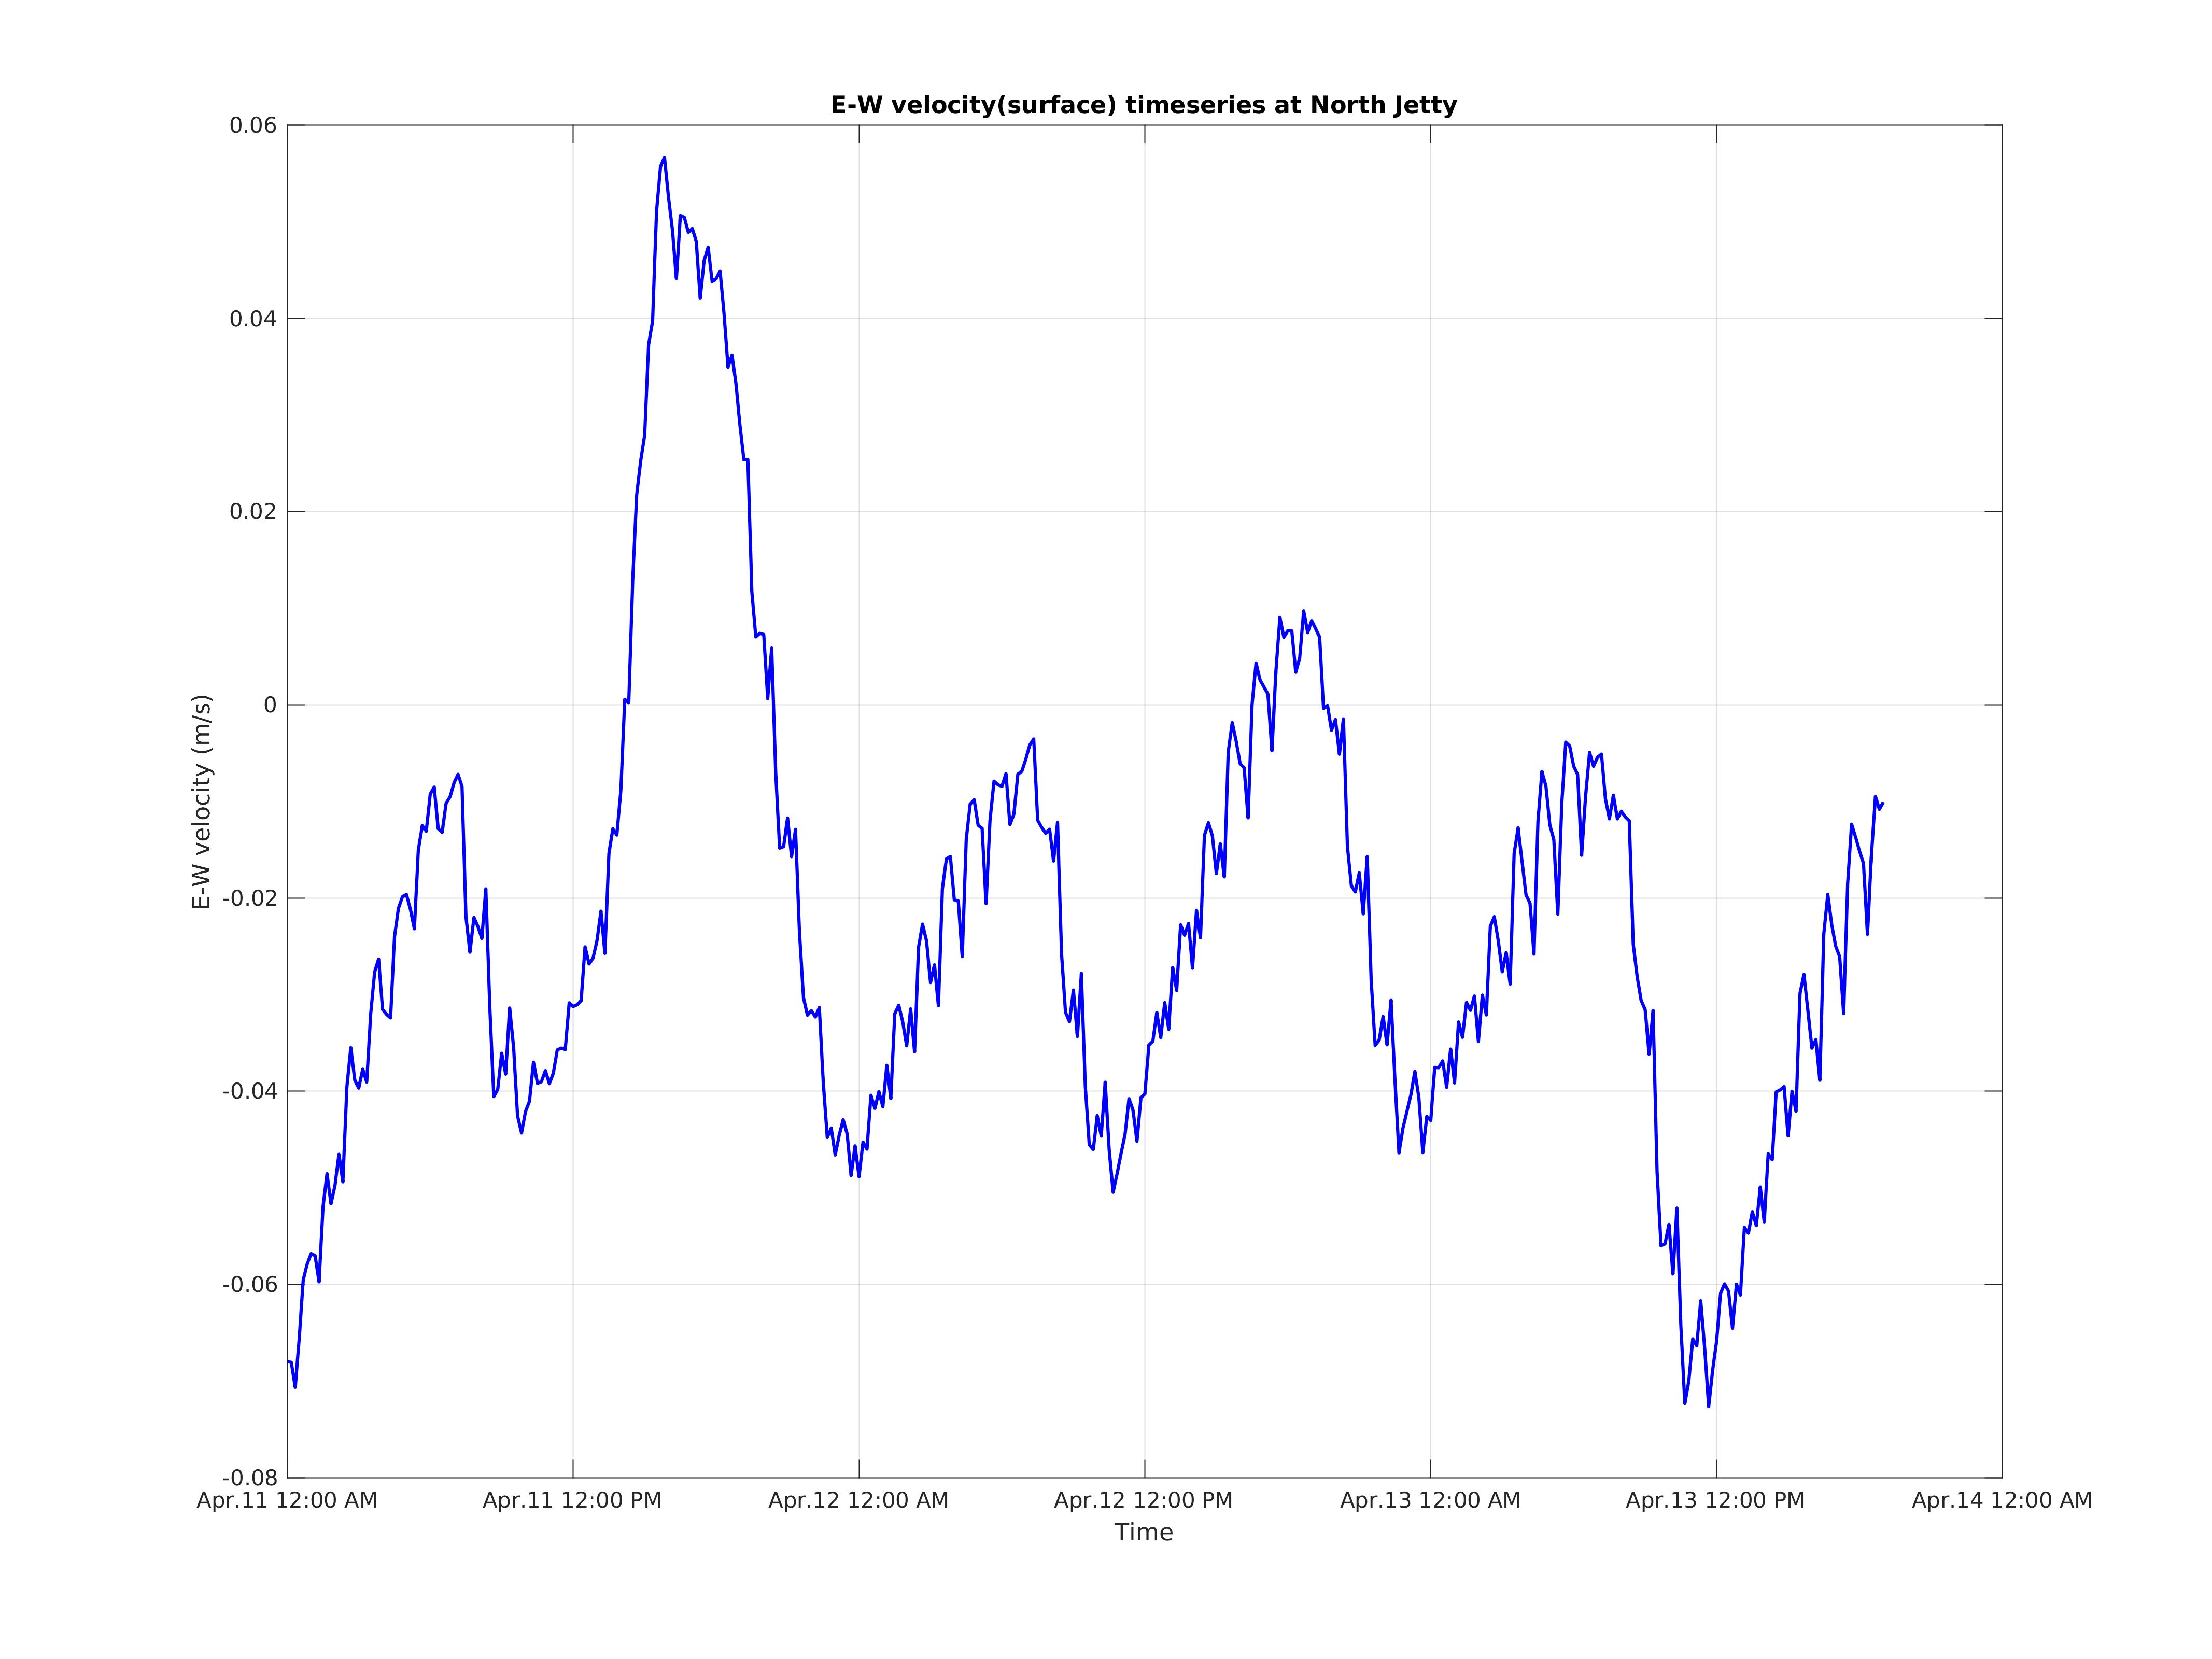 E-W velocity(surface) timeseries at North Jetty
0.06
0.04
0.02
0
-0.02
-0.04
-0.06
-0.08
E-W velocity (m/s)
Apr.11 12:00 AM
Apr.11 12:00 PM
Apr.12 12:00 AM
Apr.12 12:00 PM
Apr.13 12:00 AM
Apr.13 12:00 PM
Apr.14 12:00 AM
Time